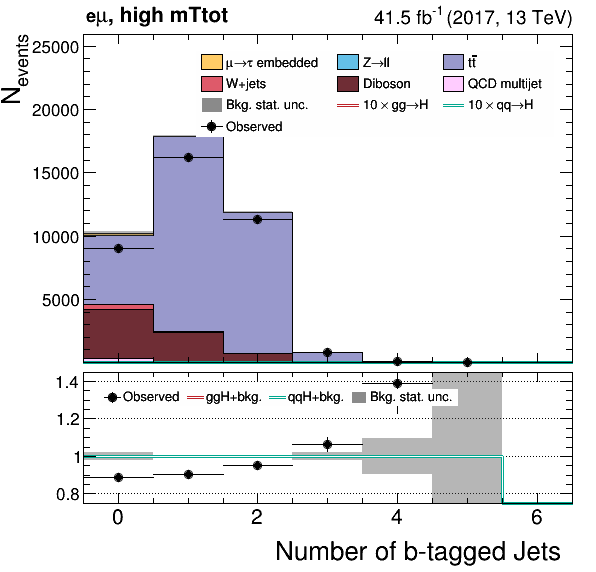 eμ, high mTtot
41.5 fb⁻¹ (2017, 13 TeV)
N_events
25000
20000
15000
10000
5000
μ→τ embedded
Z→ll
tt̄
W+jets
Diboson
QCD multijet
Bkg. stat. unc.
10 × gg→H
10 × qq→H
Observed
1.4
1.2
1
0.8
Observed
ggH+bkg.
qqH+bkg.
Bkg. stat. unc.
0
2
4
6
Number of b-tagged Jets